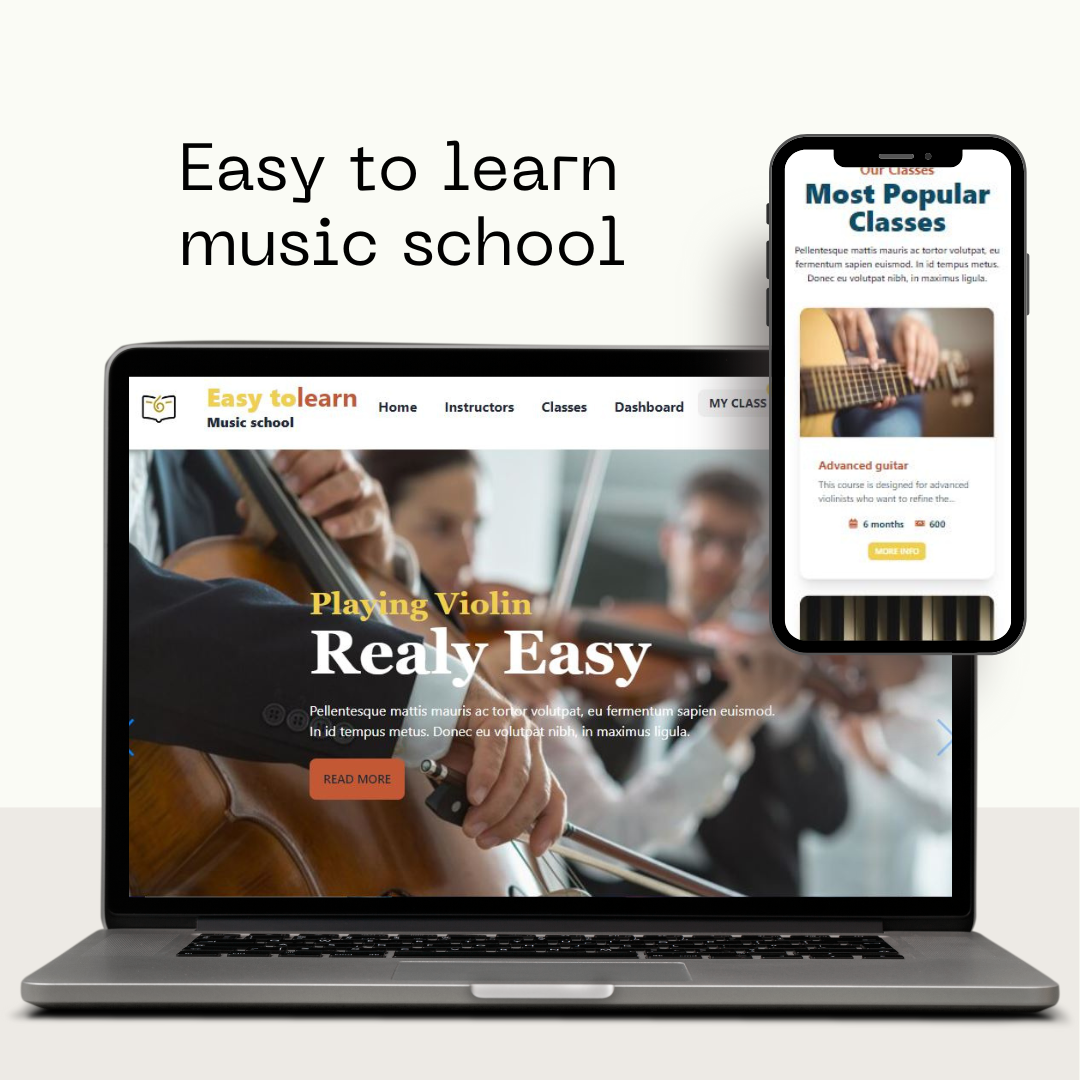 Easy to learn
music school
Easy tolearn
Music school
Home
Instructors
Classes
Dashboard
MY CLASS
Playing Violin
Realy Easy
Pellentesque mattis mauris ac tortor volutpat, eu fermentum sapien euismod.
In id tempus metus. Donec eu volutpat nibh, in maximus ligula.
READ MORE
Our Classes
Most Popular
Classes
Pellentesque mattis mauris ac tortor volutpat, eu
fermentum sapien euismod. In id tempus metus.
Donec eu volutpat nibh, in maximus ligula.
Advanced guitar
This course is designed for advanced
violinists who want to refine the...
6 months 600
MORE INFO